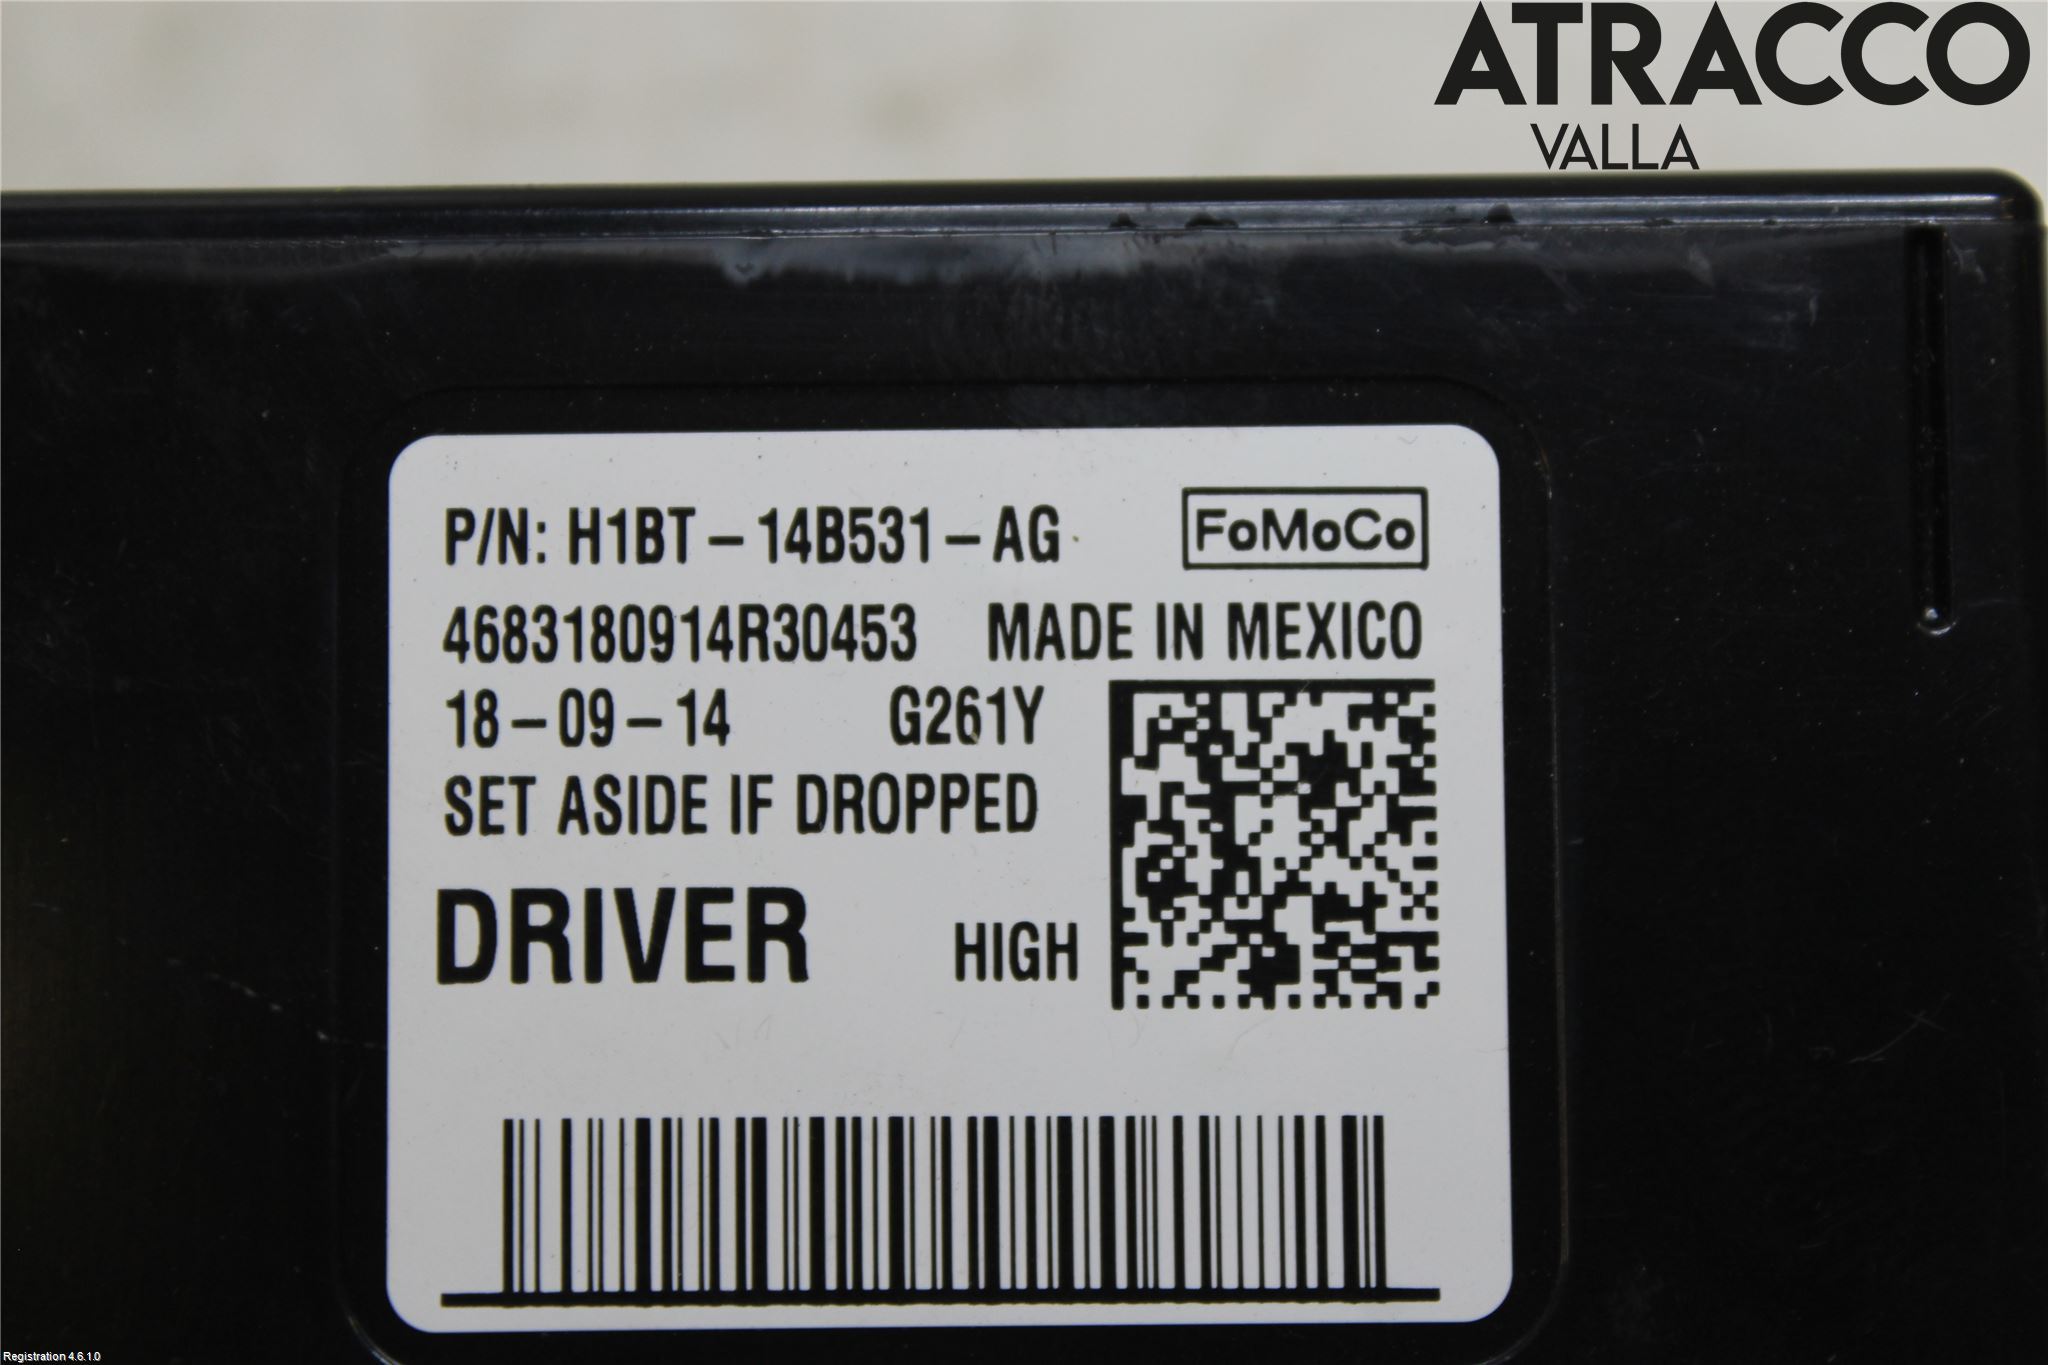 ATRACCO
VALLA
P/N: H1BT-14B531-AG FoMoCo
4683180914R30453 MADE IN MEXICO
18-09-14 G261Y
SET ASIDE IF DROPPED
DRIVER HIGH
Registration 4.6.1.0